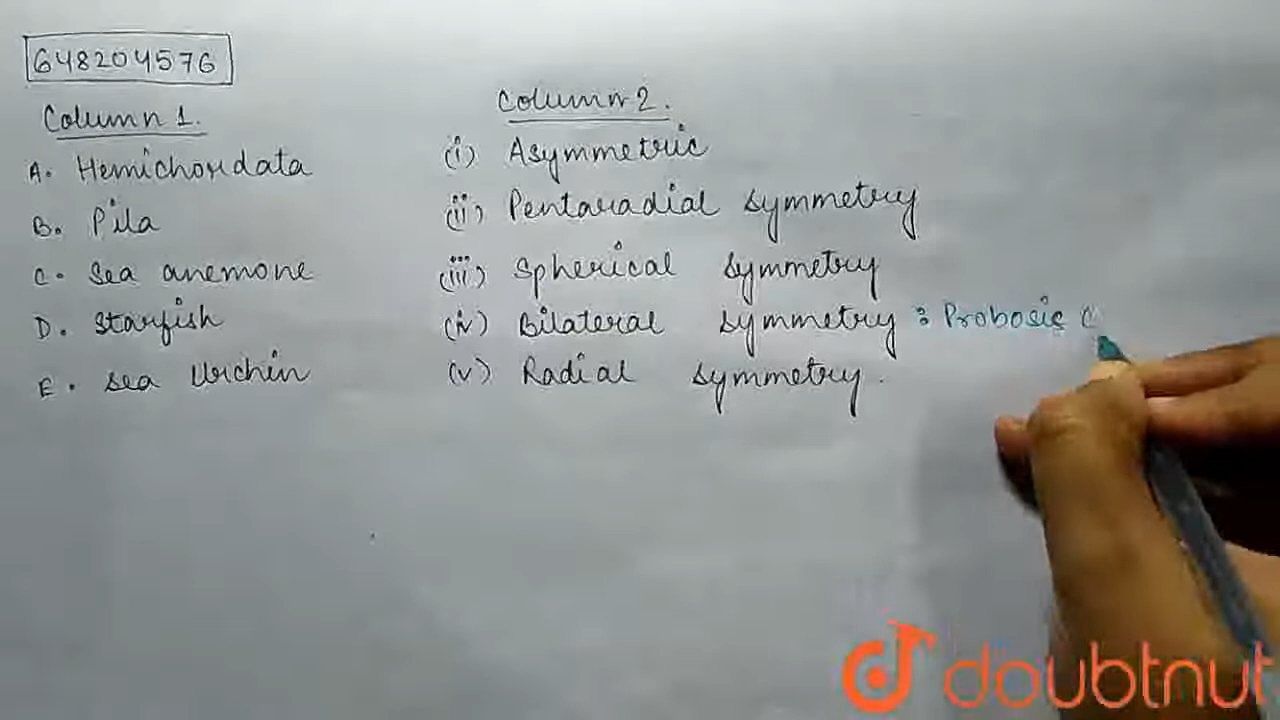 648204576
Column 1.
A. Hemichordata
B. Pila
C. Sea anemone
D. Starfish
E. Sea Urchin
Column 2.
(i) Asymmetric
(ii) Pentaradial symmetry
(iii) Spherical symmetry
(iv) Bilateral symmetry : Probosis (
(v) Radial symmetry.
doubtnut